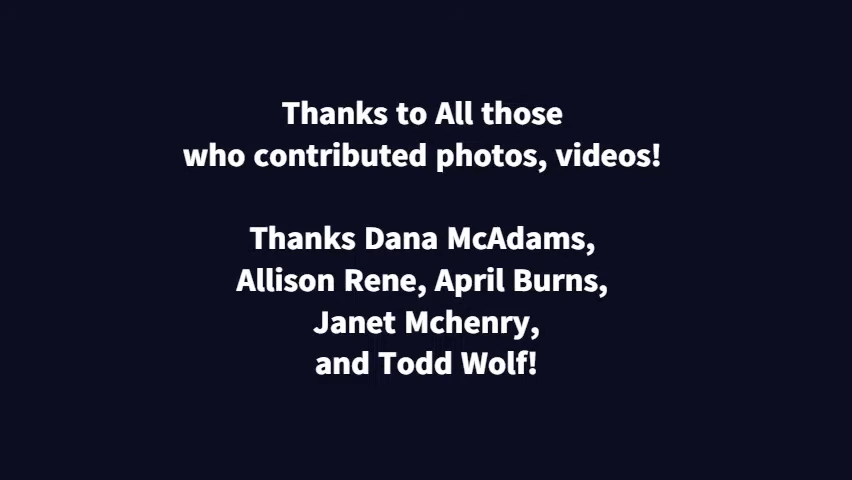 Thanks to All those
who contributed photos, videos!
Thanks Dana McAdams,
Allison Rene, April Burns,
Janet Mchenry,
and Todd Wolf!